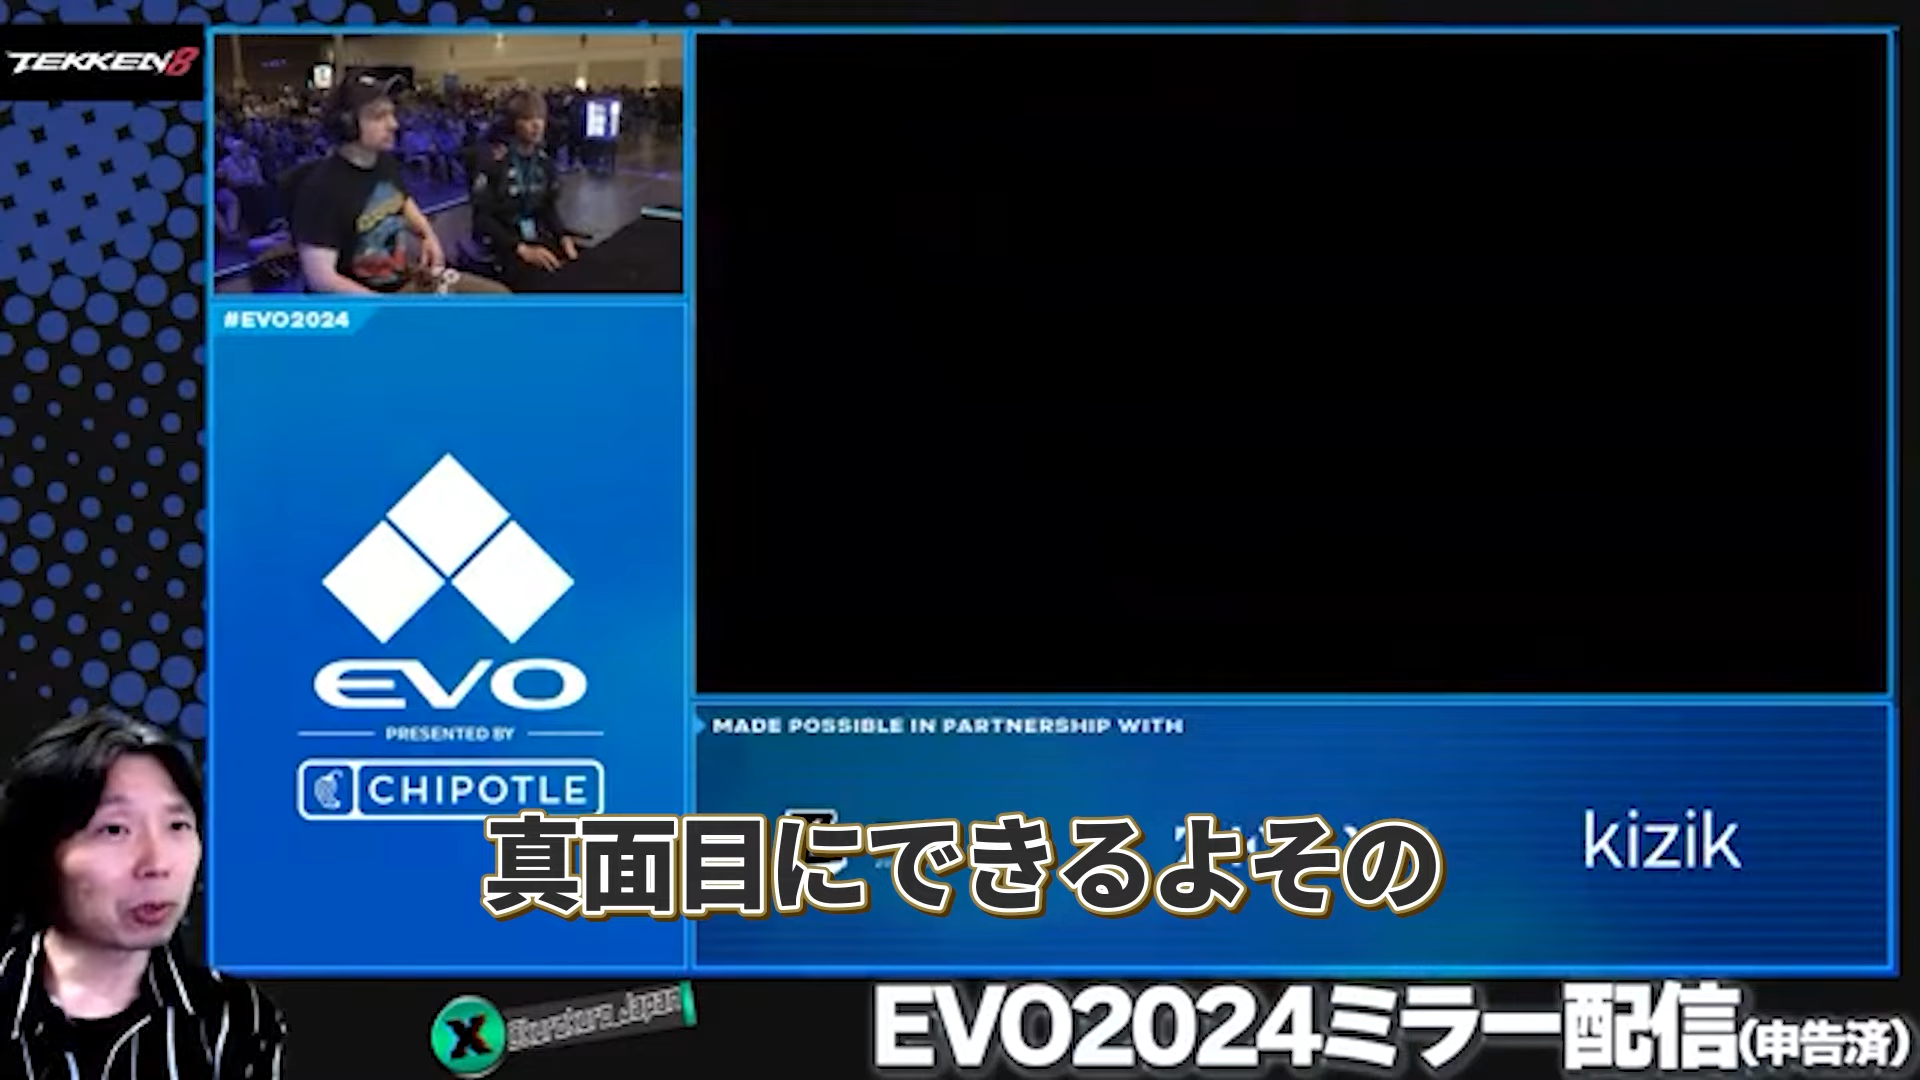 TEKKEN8
#EVO2024
EVO
PRESENTED BY
CHIPOTLE
MADE POSSIBLE IN PARTNERSHIP WITH
kizik
真面目にできるよその
@kurokuro_Japan
EVO2024ミラー配信(申告済)